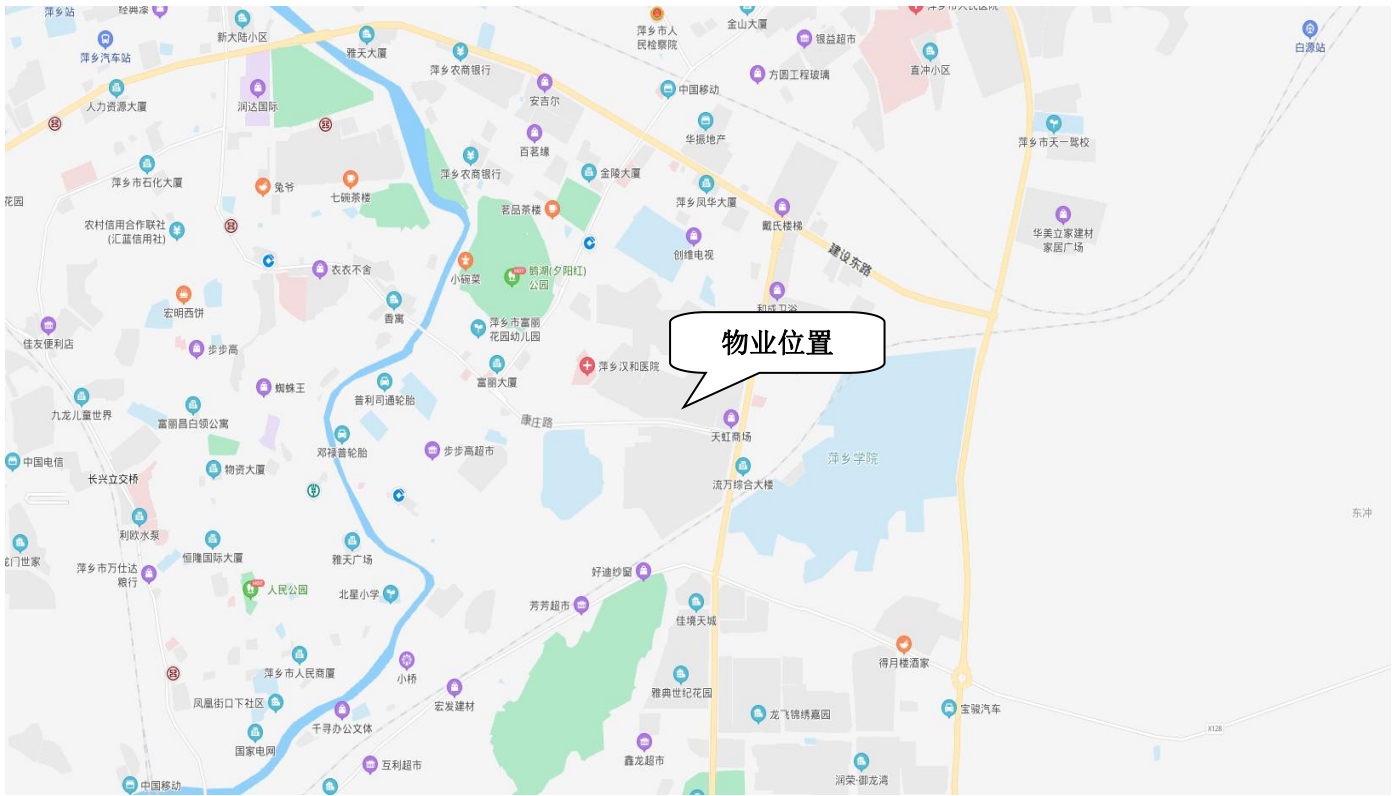 萍乡站
经典漆
新大陆小区
雅天大厦
萍乡市人
民检察院
金山大厦
银益超市
萍乡市人民医院
白源站
萍乡汽车站
萍乡农商银行
方圆工程玻璃
直冲小区
人力资源大厦
润达国际
安吉尔
中国移动
华振地产
萍乡市天一驾校
百茗缘
萍乡市石化大厦
兔爷
七碗茶楼
萍乡农商银行
金陵大厦
萍乡凤华大厦
花园
农村信用合作联社
(汇蓝信用社)
茗品茶楼
戴氏楼梯
华美立家建材
家居广场
创维电视
建设东路
衣衣不舍
小碗菜
HOT
鹅湖(夕阳红)
公园
宏明西饼
香寓
萍乡市富丽
花园幼儿园
和成卫浴
佳友便利店
步步高
物业位置
富丽大厦
萍乡汉和医院
蜘蛛王
普利司通轮胎
九龙儿童世界
富丽昌白领公寓
康庄路
天虹商场
邓禄普轮胎
步步高超市
萍乡学院
中国电信
长兴立交桥
物资大厦
流万综合大楼
东冲
利欧水泵
恒隆国际大厦
雅天广场
龙门世家
萍乡市万仕达
粮行
HOT
人民公园
北星小学
好迪纱窗
芳芳超市
佳境天城
萍乡市人民商厦
小桥
得月楼酒家
凤凰街口下社区
宏发建材
雅典世纪花园
龙飞锦绣嘉园
宝骏汽车
千寻办公文体
X128
国家电网
互利超市
鑫龙超市
润荣·御龙湾
中国移动